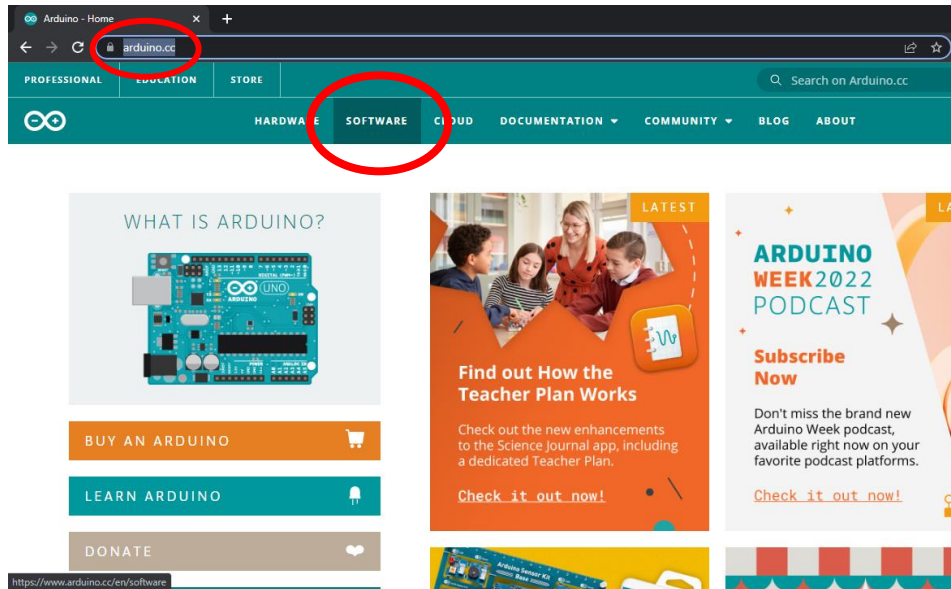 Arduino - Home
arduino.cc
PROFESSIONAL
EDUCATION
STORE
Search on Arduino.cc
HARDWARE
SOFTWARE
CLOUD
DOCUMENTATION
COMMUNITY
BLOG
ABOUT
WHAT IS ARDUINO?
UNO
ARDUINO
BUY AN ARDUINO
LEARN ARDUINO
DONATE
LATEST
Find out How the
Teacher Plan Works
Check out the new enhancements
to the Science Journal app, including
a dedicated Teacher Plan.
Check it out now!
LA
ARDUINO
WEEK2022
PODCAST
Subscribe
Now
Don't miss the brand new
Arduino Week podcast,
available right now on your
favorite podcast platforms.
Check it out now!
Arduino Sensor Kit
Base
https://www.arduino.cc/en/software